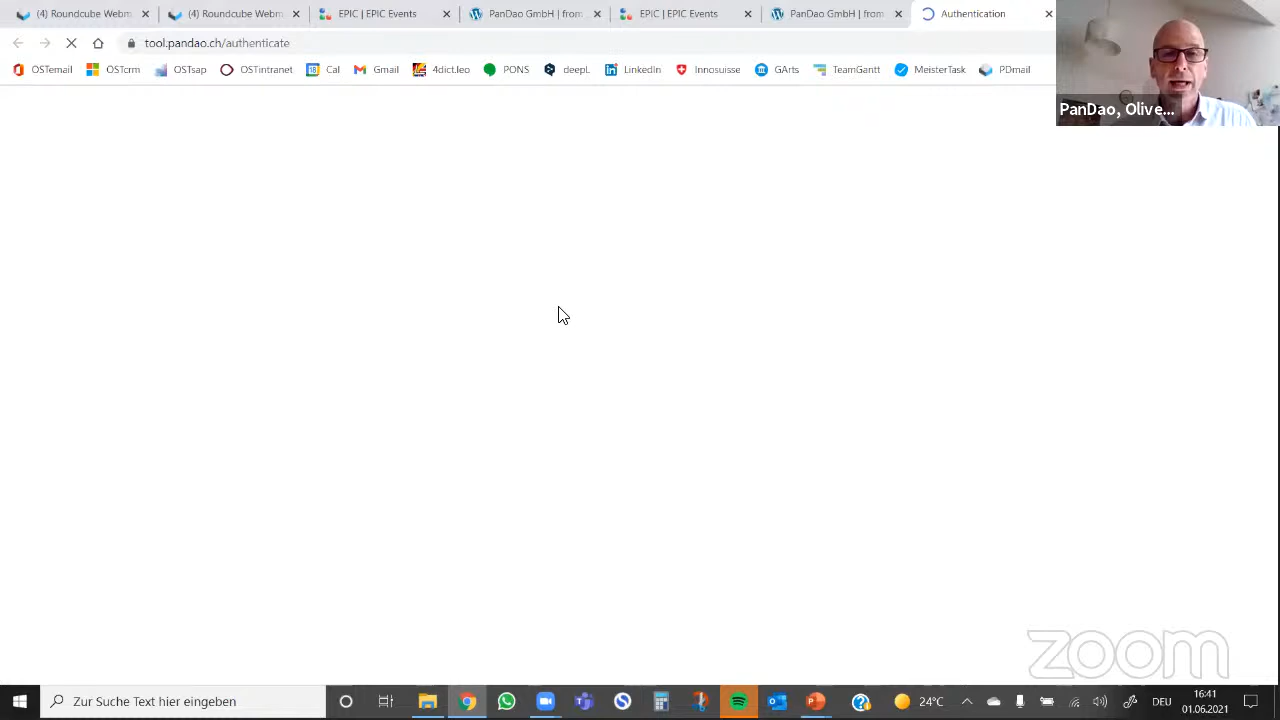 (4) Roundcube Webm
(4) Roundcube Webm
EPIC | EPIC Events
PanDao GmbH | from
EPIC | EPIC Events
PanDao GmbH | from
Authentication
tool.pandao.ch/authenticate
OSTemail
OSTcrm
OSTsep
OSTintranet
Cal
Gmail
4dict.leo
PONS
deepL
LinkedIn
Innosuisse
GArts
TeamGantt
MeisterTask
PDmail
PanDao, Olive...
zoom
Zur Suche Text hier eingeben
24°C
DEU
16:41
01.06.2021